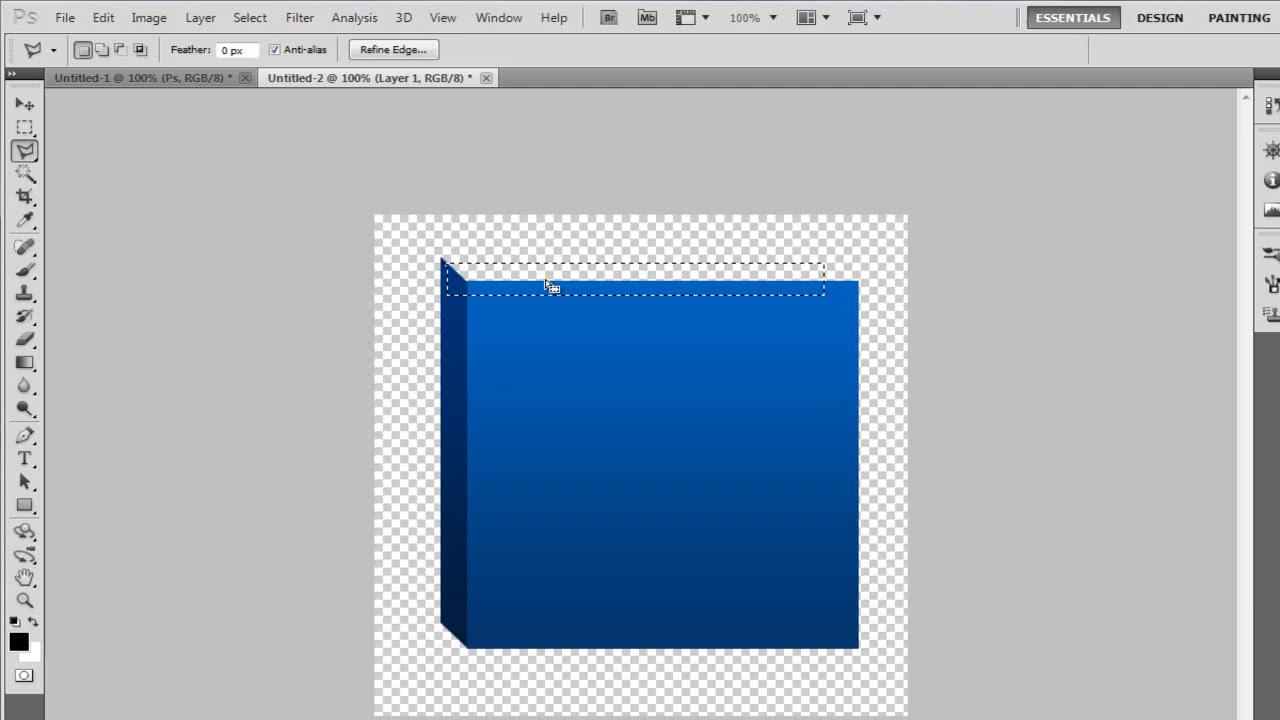 Ps File Edit Image Layer Select Filter Analysis 3D View Window Help Br Mb 100% ESSENTIALS DESIGN PAINTING
Feather: 0 px Anti-alias Refine Edge...
Untitled-1 @ 100% (Ps, RGB/8) * Untitled-2 @ 100% (Layer 1, RGB/8) *
T